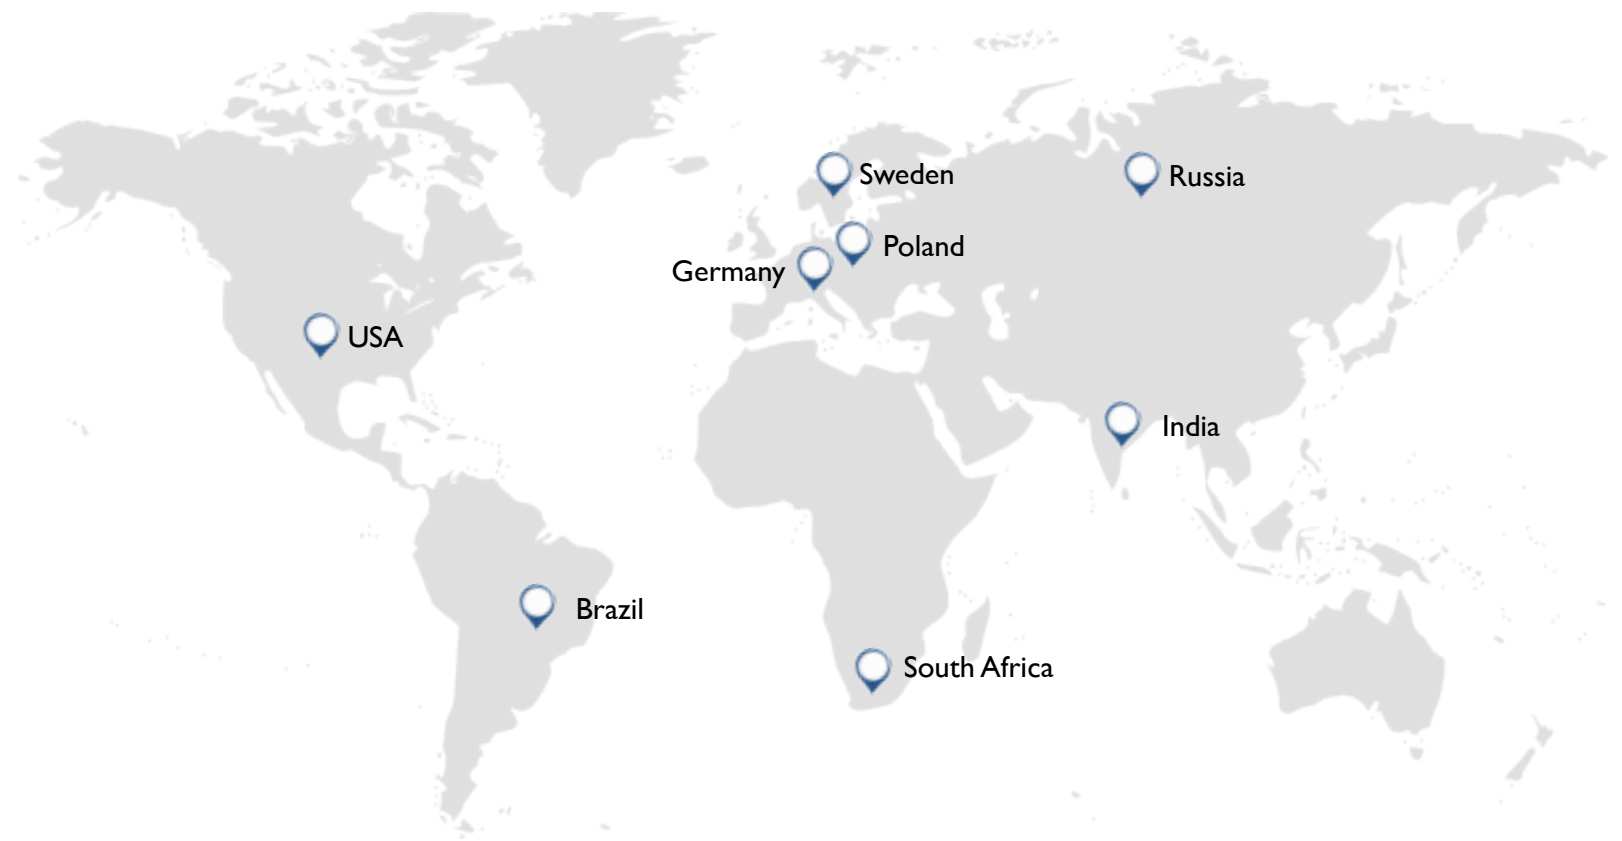 Sweden
Russia
Poland
Germany
USA
India
Brazil
South Africa